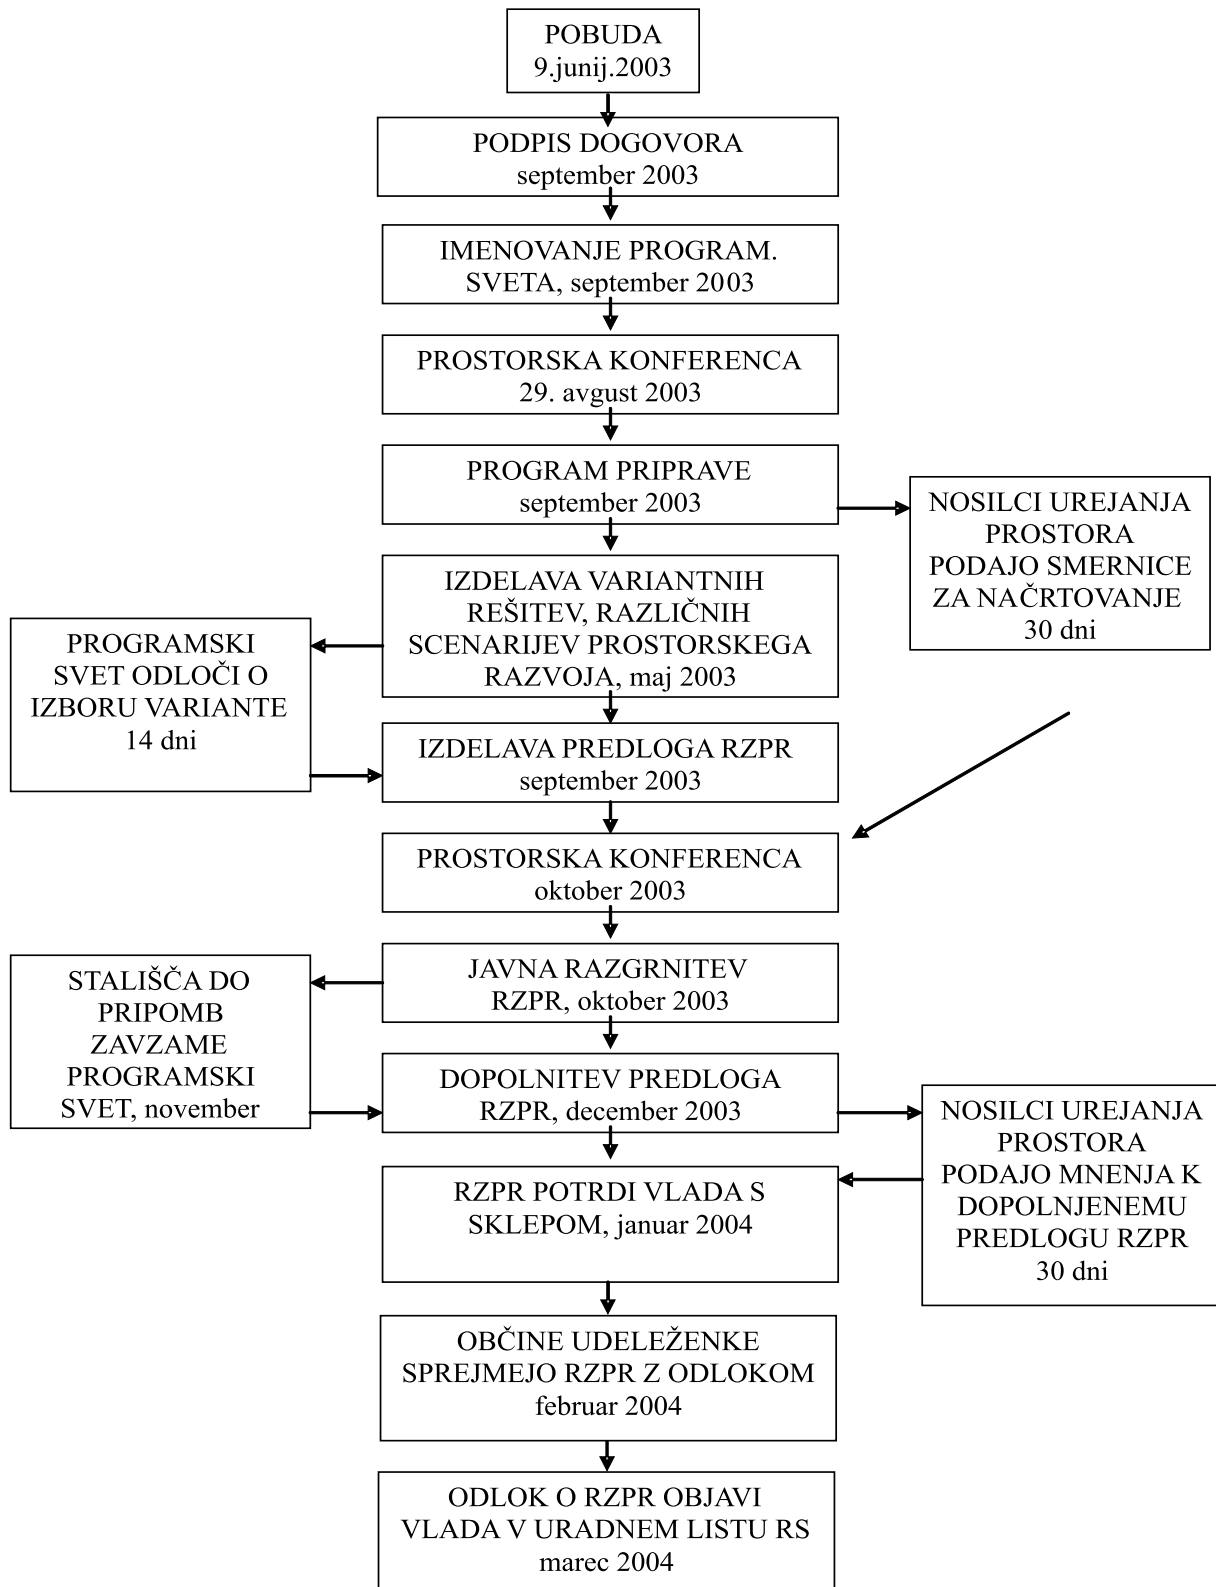 POBUDA
9.junij.2003
PODPIS DOGOVORA
september 2003
IMENOVANJE PROGRAM.
SVETA, september 2003
PROSTORSKA KONFERENCA
29. avgust 2003
PROGRAM PRIPRAVE
september 2003
NOSILCI UREJANJA
PROSTORA
PODAJO SMERNICE
ZA NAČRTOVANJE
30 dni
IZDELAVA VARIANTNIH
REŠITEV, RAZLIČNIH
SCENARIJEV PROSTORSKEGA
RAZVOJA, maj 2003
PROGRAMSKI
SVET ODLOČI O
IZBORU VARIANTE
14 dni
IZDELAVA PREDLOGA RZPR
september 2003
PROSTORSKA KONFERENCA
oktober 2003
JAVNA RAZGRNITEV
RZPR, oktober 2003
STALIŠČA DO
PRIPOMB
ZAVZAME
PROGRAMSKI
SVET, november
DOPOLNITEV PREDLOGA
RZPR, december 2003
NOSILCI UREJANJA
PROSTORA
PODAJO MNENJA K
DOPOLNJENEMU
PREDLOGU RZPR
30 dni
RZPR POTRDI VLADA S
SKLEPOM, januar 2004
OBČINE UDELEŽENKE
SPREJMEJO RZPR Z ODLOKOM
februar 2004
ODLOK O RZPR OBJAVI
VLADA V URADNEM LISTU RS
marec 2004